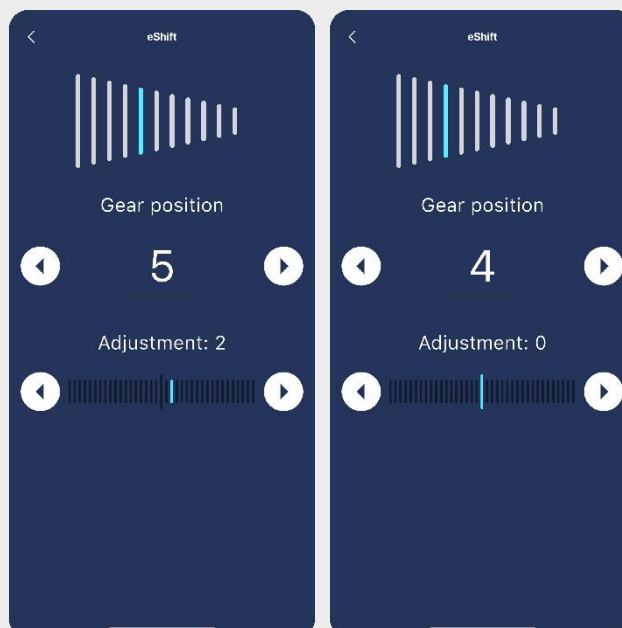 eShift
Gear position
5
Adjustment: 2
eShift
Gear position
4
Adjustment: 0